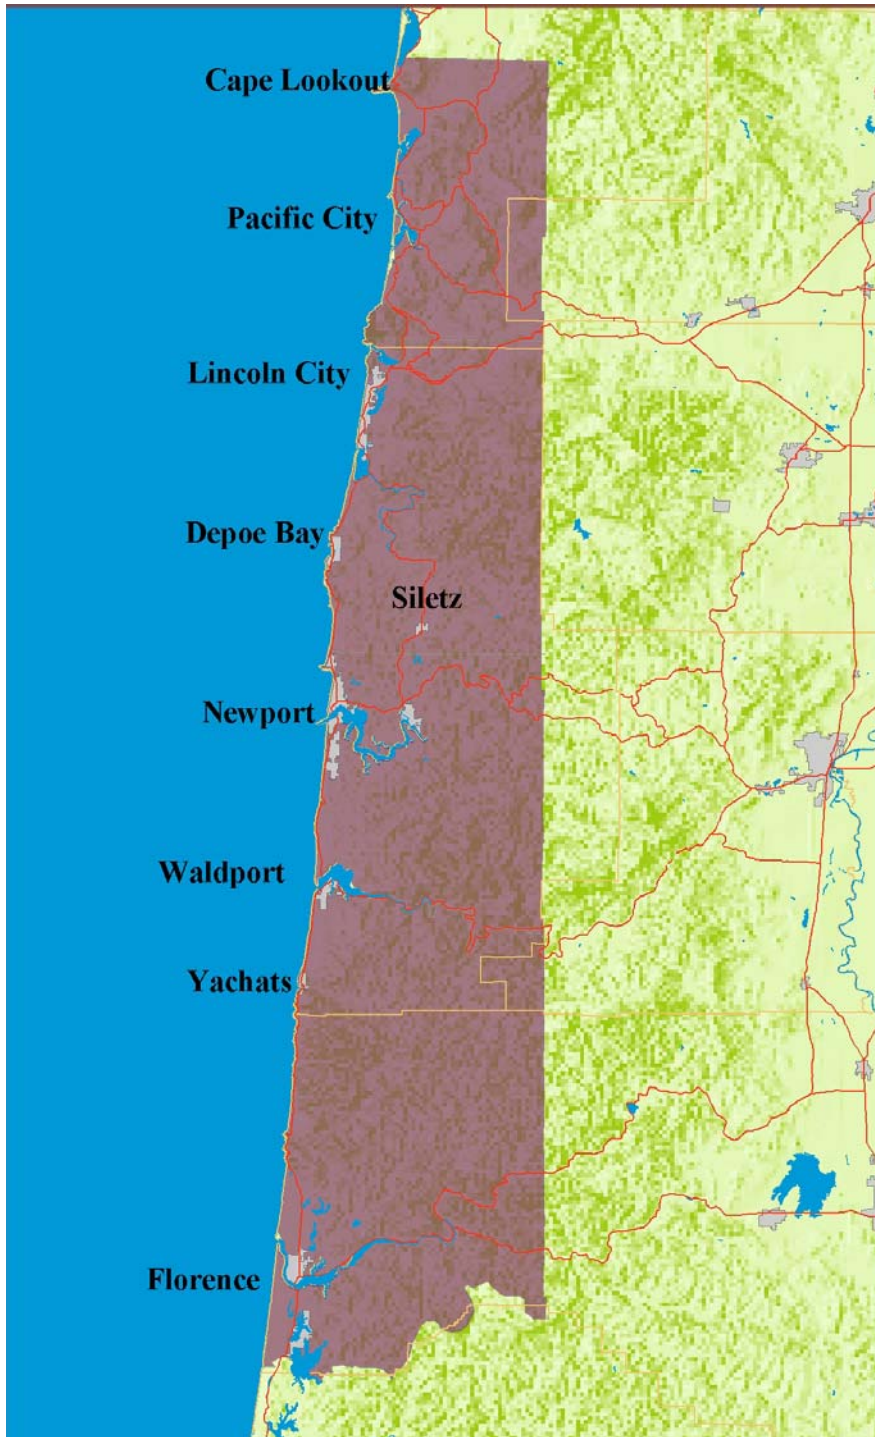 Cape Lookout
Pacific City
Lincoln City
Depoe Bay
Siletz
Newport
Waldport
Yachats
Florence